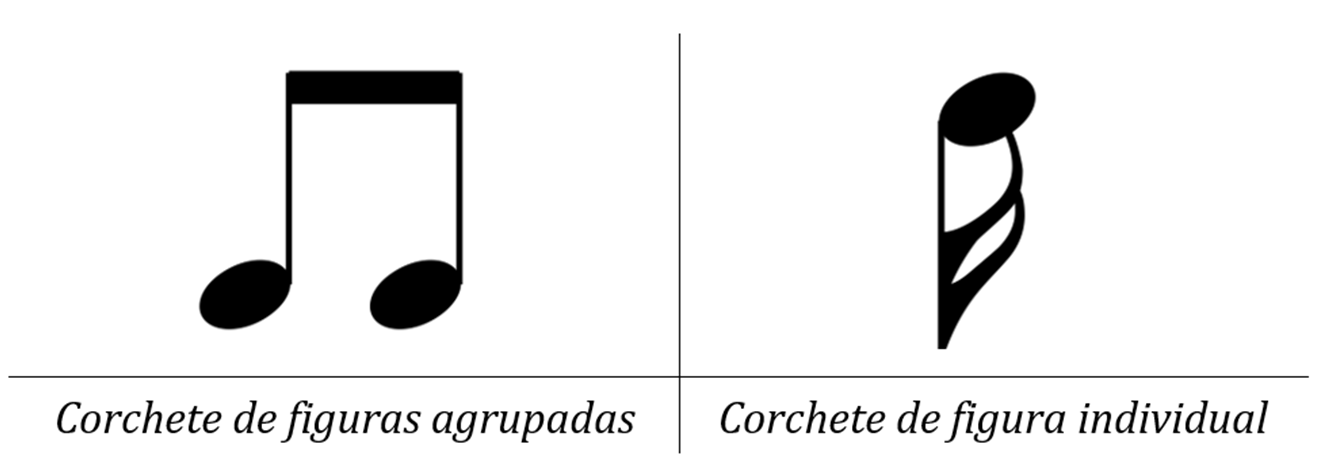 Corchete de figuras agrupadas
Corchete de figura individual